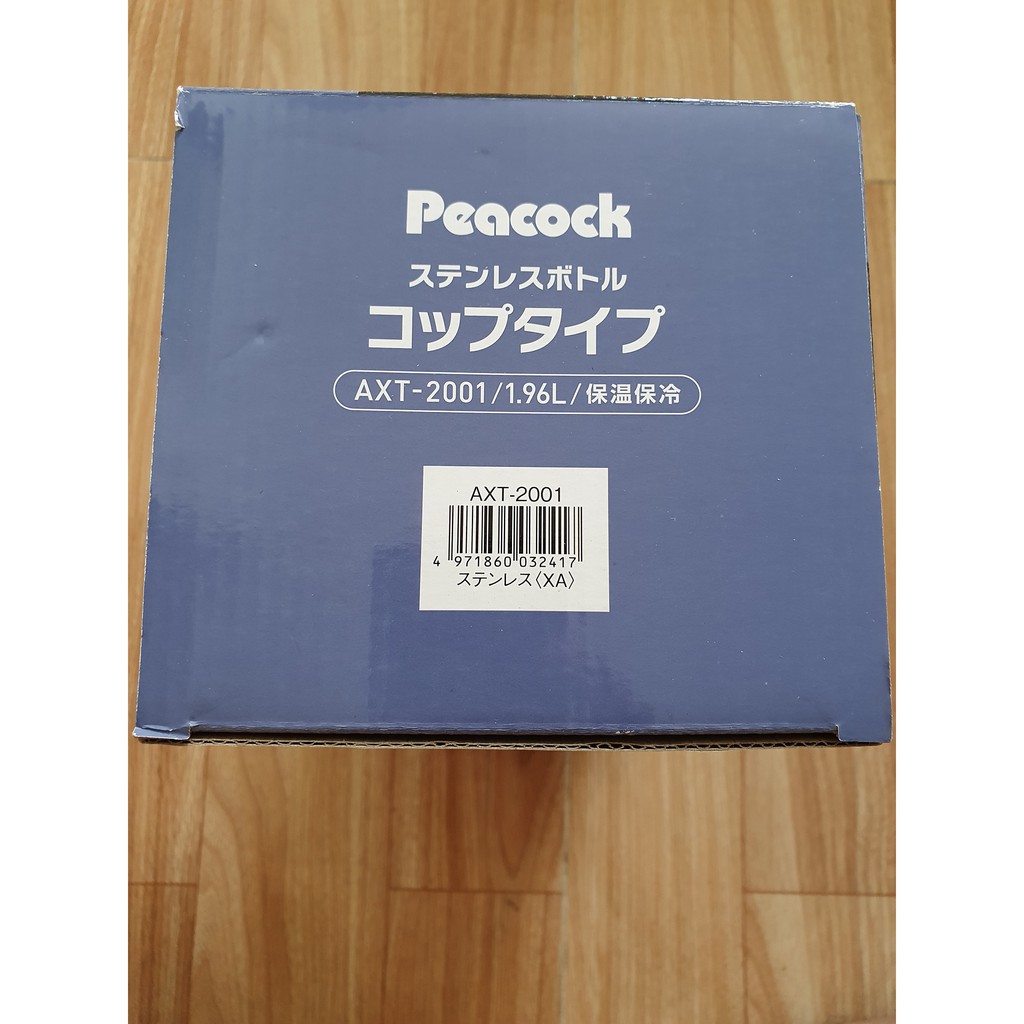 Peacock
ステンレスボトル
コップタイプ
AXT-2001/1.96L/保温保冷
AXT-2001
4 971860 032417
ステンレス〈XA〉